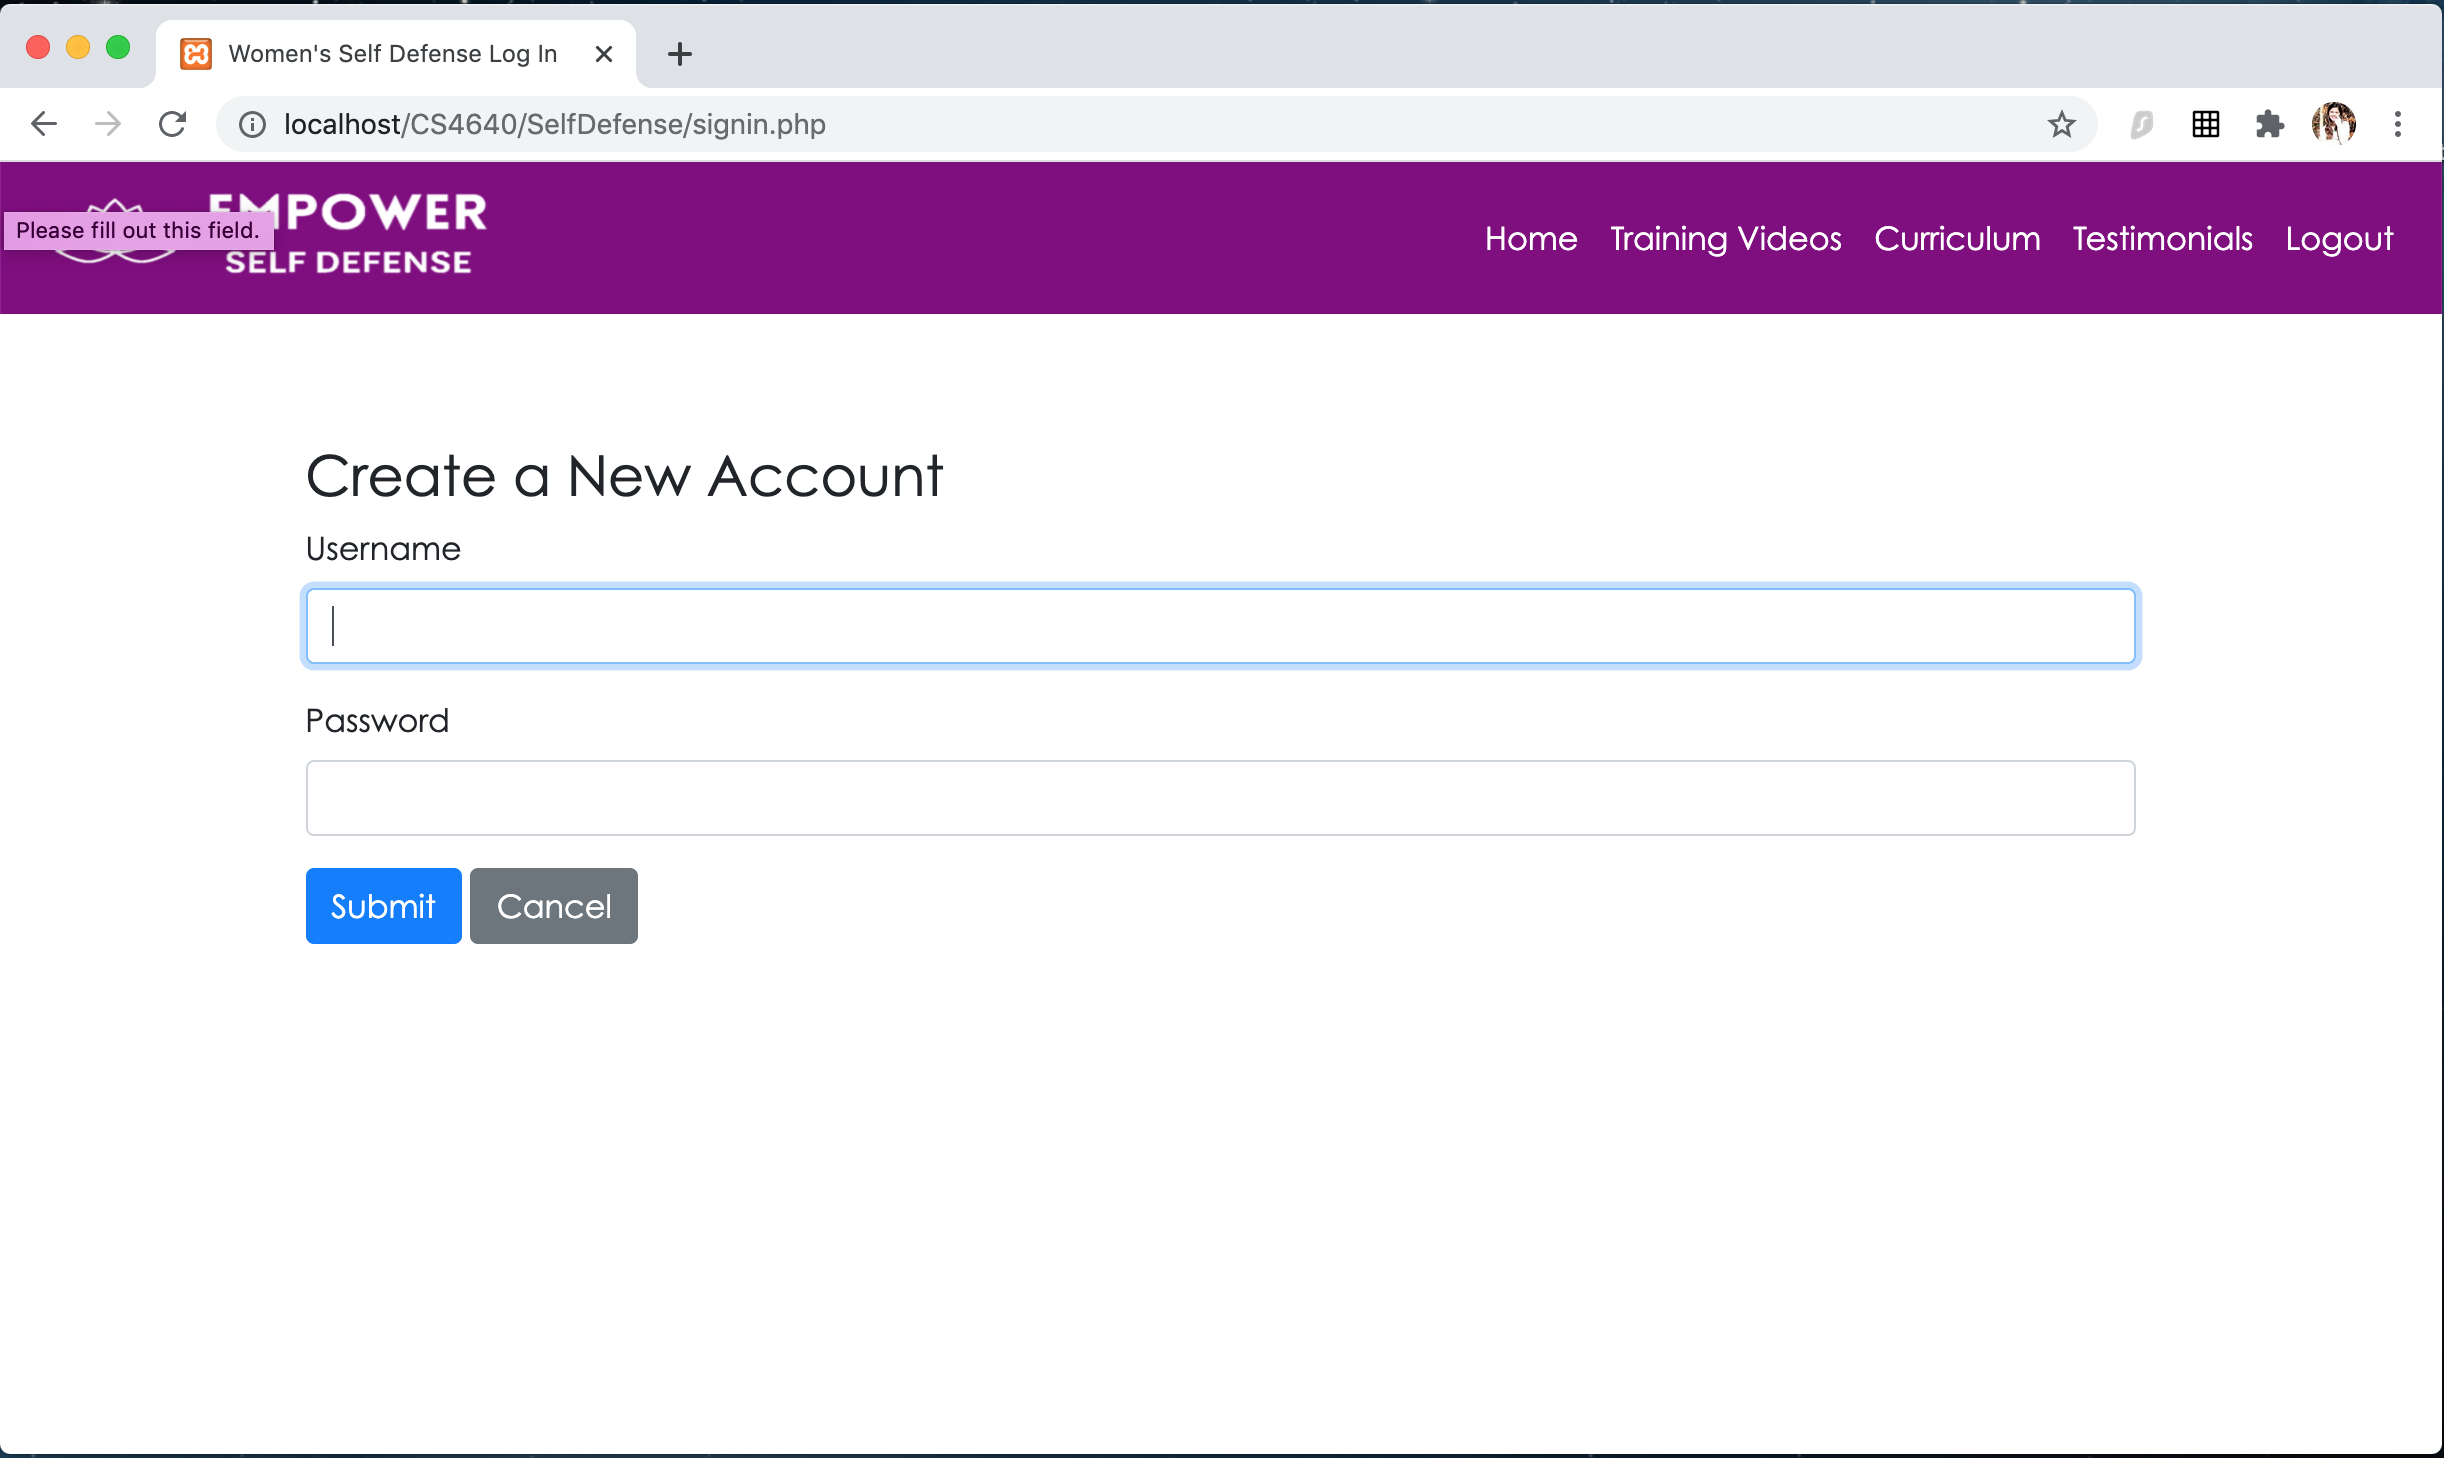 Women's Self Defense Log In
localhost/CS4640/SelfDefense/signin.php
EMPOWER
SELF DEFENSE
Please fill out this field.
Home Training Videos Curriculum Testimonials Logout
Create a New Account
Username
Password
Submit Cancel